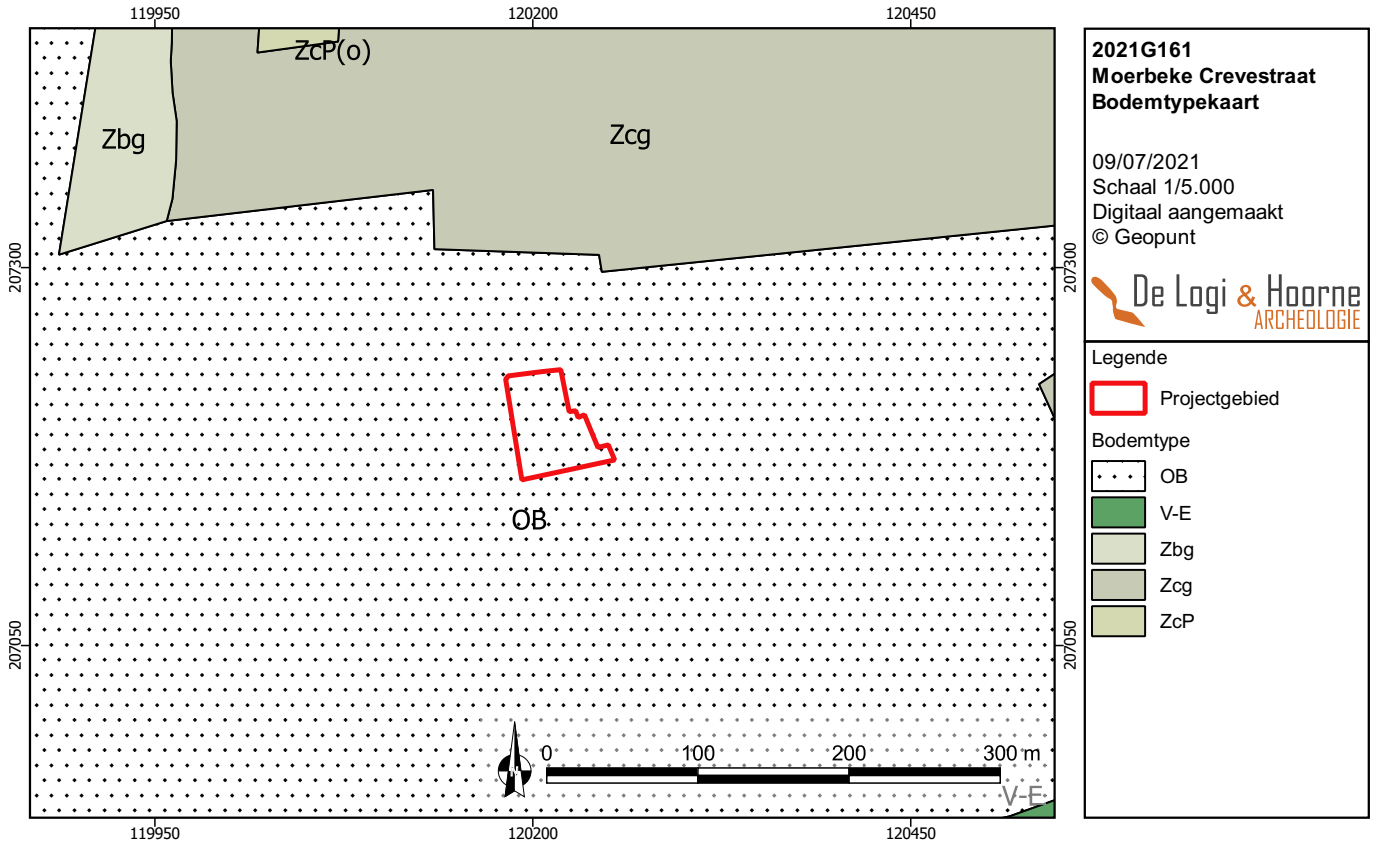 119950 120200 120450
ZcP(o)
Zbg
Zcg
207300
207300
OB
207050
207050
0 100 200 300 m
V-E
119950 120200 120450
2021G161
Moerbeke Crevestraat
Bodemtypekaart
09/07/2021
Schaal 1/5.000
Digitaal aangemaakt
© Geopunt
De Logi & Hoorne
ARCHEOLOGIE
Legende
Projectgebied
Bodemtype
OB
V-E
Zbg
Zcg
ZcP